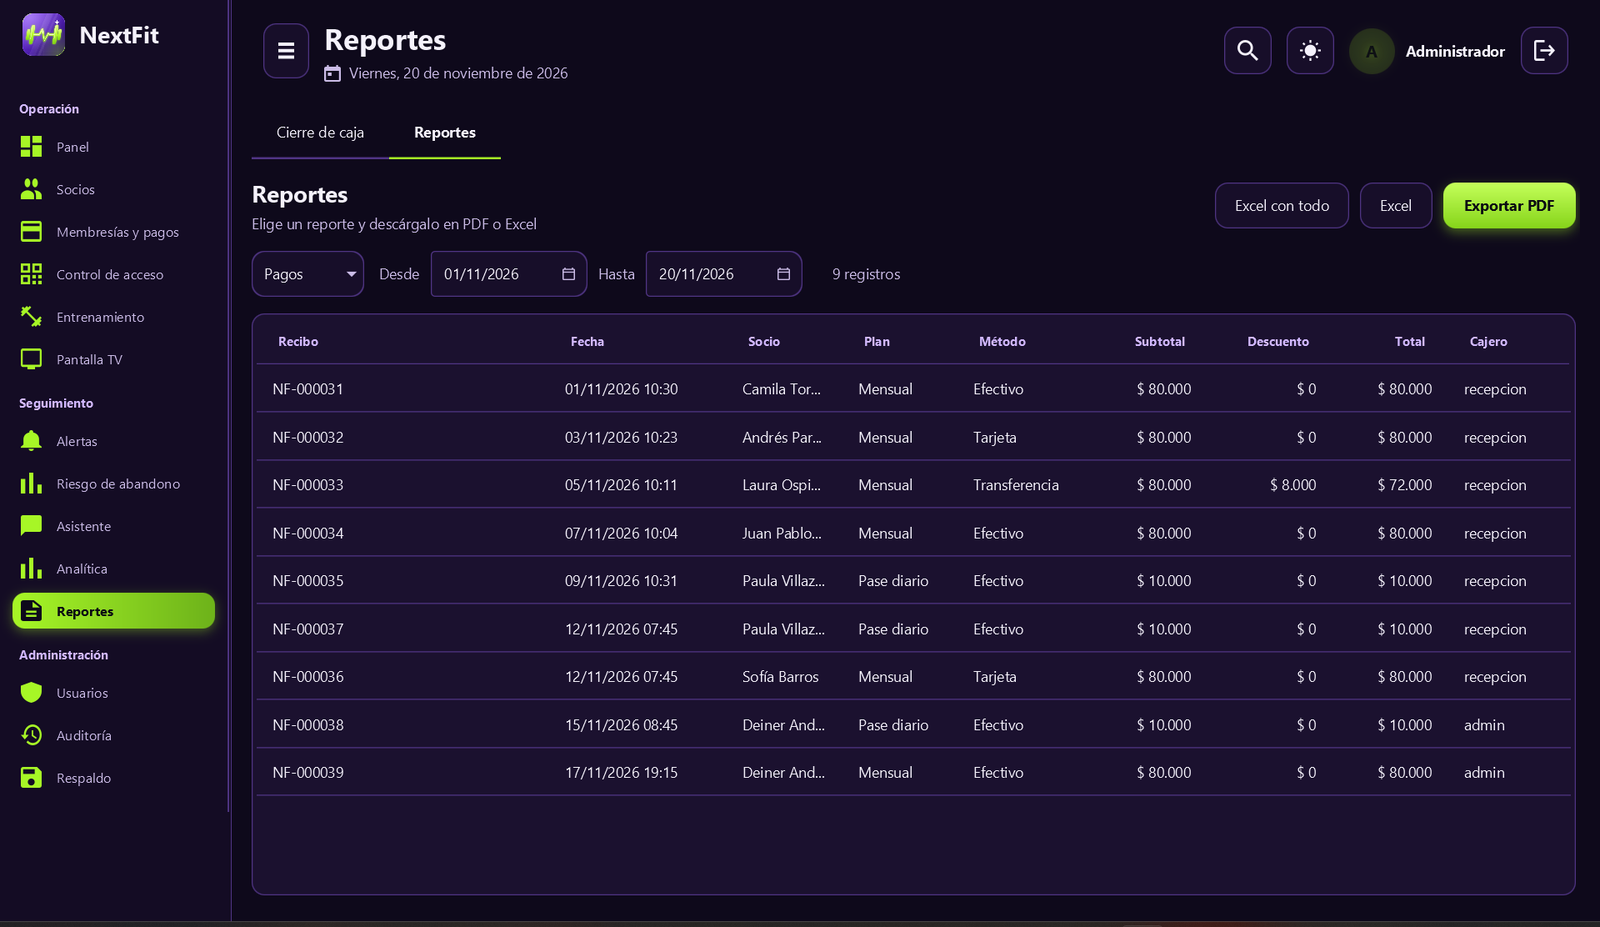 NextFit
Operación
Panel
Socios
Membresías y pagos
Control de acceso
Entrenamiento
Pantalla TV
Seguimiento
Alertas
Riesgo de abandono
Asistente
Analítica
Reportes
Administración
Usuarios
Auditoría
Respaldo
Reportes
Viernes, 20 de noviembre de 2026
A Administrador
Cierre de caja Reportes
Reportes
Elige un reporte y descárgalo en PDF o Excel
Excel con todo Excel Exportar PDF
Pagos Desde 01/11/2026 Hasta 20/11/2026 9 registros
Recibo Fecha Socio Plan Método Subtotal Descuento Total Cajero
NF-000031 01/11/2026 10:30 Camila Tor... Mensual Efectivo $ 80.000 $ 0 $ 80.000 recepcion
NF-000032 03/11/2026 10:23 Andrés Par... Mensual Tarjeta $ 80.000 $ 0 $ 80.000 recepcion
NF-000033 05/11/2026 10:11 Laura Ospi... Mensual Transferencia $ 80.000 $ 8.000 $ 72.000 recepcion
NF-000034 07/11/2026 10:04 Juan Pablo... Mensual Efectivo $ 80.000 $ 0 $ 80.000 recepcion
NF-000035 09/11/2026 10:31 Paula Villaz... Pase diario Efectivo $ 10.000 $ 0 $ 10.000 recepcion
NF-000037 12/11/2026 07:45 Paula Villaz... Pase diario Efectivo $ 10.000 $ 0 $ 10.000 recepcion
NF-000036 12/11/2026 07:45 Sofía Barros Mensual Tarjeta $ 80.000 $ 0 $ 80.000 recepcion
NF-000038 15/11/2026 08:45 Deiner And... Pase diario Efectivo $ 10.000 $ 0 $ 10.000 admin
NF-000039 17/11/2026 19:15 Deiner And... Mensual Efectivo $ 80.000 $ 0 $ 80.000 admin